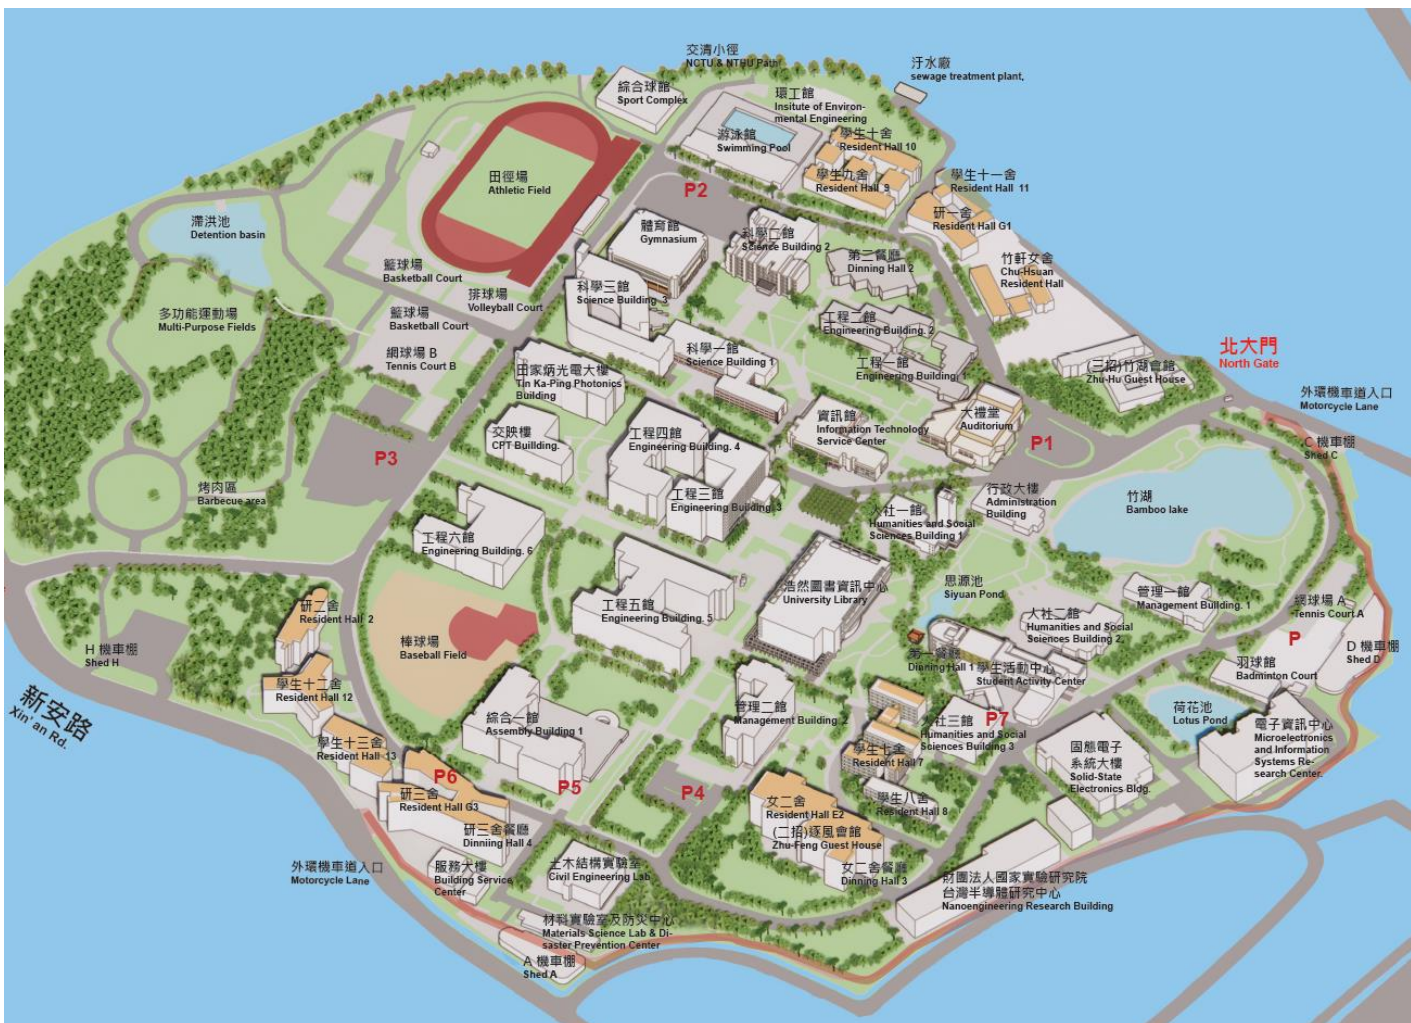 交清小徑
NCTU & NTHU Path
汙水廠
sewage treatment plant,
綜合球館
Sport Complex
環工館
Insitute of Environ-
mental Engineering
游泳館
Swimming Pool
學生十舍
Resident Hall 10
田徑場
Athletic Field
P2
學生九舍
Resident Hall 9
學生十一舍
Resident Hall 11
滯洪池
Detention basin
體育館
Gymnasium
科學二館
Science Building 2
研一舍
Resident Hall G1
籃球場
Basketball Court
第二餐廳
Dinning Hall 2
竹軒女舍
Chu-Hsuan
Resident Hall
排球場
Volleyball Court
科學三館
Science Building. 3
多功能運動場
Multi-Purpose Fields
籃球場
Basketball Court
工程二館
Engineering Building. 2
網球場 B
Tennis Court B
科學一館
Science Building 1
工程一館
Engineering Building. 1
(三招)竹湖會館
Zhu-Hu Guest House
北大門
North Gate
田家炳光電大樓
Tin Ka-Ping Photonics
Building
外環機車道入口
Motorcycle Lane
資訊館
Information Technology
Service Center
大禮堂
Auditorium
P1
交映樓
CPT Buillding.
工程四館
Engineering Building. 4
C 機車棚
Shed C
P3
烤肉區
Barbecue area
工程三館
Engineering Building. 3
行政大樓
Administration
Building
竹湖
Bamboo lake
人社一館
Humanities and Social
Sciences Building 1
工程六館
Engineering Building. 6
浩然圖書資訊中心
University Library
思源池
Siyuan Pond
管理一館
Management Building. 1
研二舍
Resident Hall 2
工程五館
Engineering Building. 5
人社二館
Humanities and Social
Sciences Building 2,
網球場 A
Tennis Court A
P
H 機車棚
Shed H
棒球場
Baseball Field
第一餐廳
Dinning Hall 1
學生活動中心
Student Activity Center
D 機車棚
Shed D
羽球館
Badminton Court
新安路
Xin' an Rd.
學生十二舍
Resident Hall 12
綜合一館
Assembly Building 1
管理二館
Management Building. 2
人社三館
Humanities and Social
Sciences Building 3
P7
荷花池
Lotus Pond
電子資訊中心
Microelectronics
and Information
Systems Re-
search Center.
學生十三舍
Resident Hall 13
學生七舍
Resident Hall 7
固態電子
系統大樓
Solid-State
Electronics Bldg.
P6
P5
P4
研三舍
Resident Hall G3
女二舍
Resident Hall E2
學生八舍
Resident Hall 8
研三舍餐廳
Dinniing Hall 4
(二招)逐風會館
Zhu-Feng Guest House
外環機車道入口
Motorcycle Lane
服務大樓
Building Service
Center
土木結構實驗室
Civil Engineering Lab
女二舍餐廳
Dinning Hall 3
財團法人國家實驗研究院
台灣半導體研究中心
Nanoengineering Research Building
材料實驗室及防災中心
Materials Science Lab & Di-
saster Prevention Center
A 機車棚
Shed A